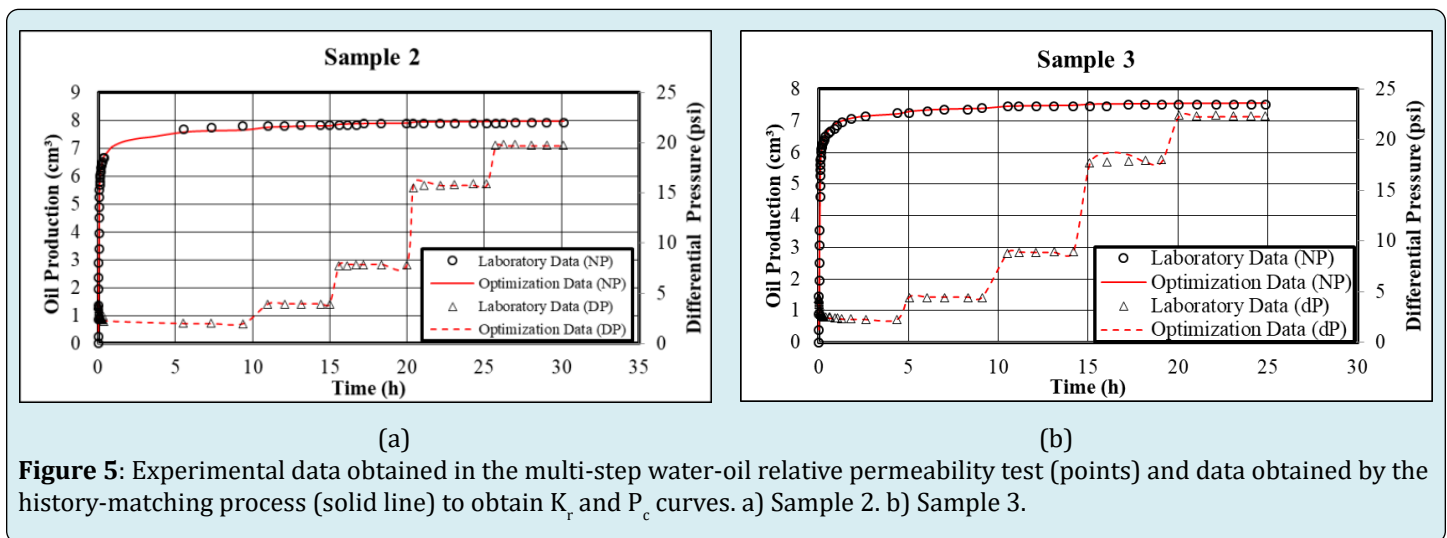 Sample 2
9
8
7
6
5
4
3
2
1
0
Oil Production (cm³)
25
20
15
10
5
0
Differential Pressure (psi)
Laboratory Data (NP)
Optimization Data (NP)
Laboratory Data (DP)
Optimization Data (DP)
0 5 10 15 20 25 30 35
Time (h)
(a)
Sample 3
8
7
6
5
4
3
2
1
0
Oil Production (cm³)
25
20
15
10
5
0
Differential Pressure (psi)
Laboratory Data (NP)
Optimization Data (NP)
Laboratory Data (dP)
Optimization Data (dP)
0 5 10 15 20 25 30
Time (h)
(b)
Figure 5: Experimental data obtained in the multi-step water-oil relative permeability test (points) and data obtained by the
history-matching process (solid line) to obtain Kr and Pc curves. a) Sample 2. b) Sample 3.